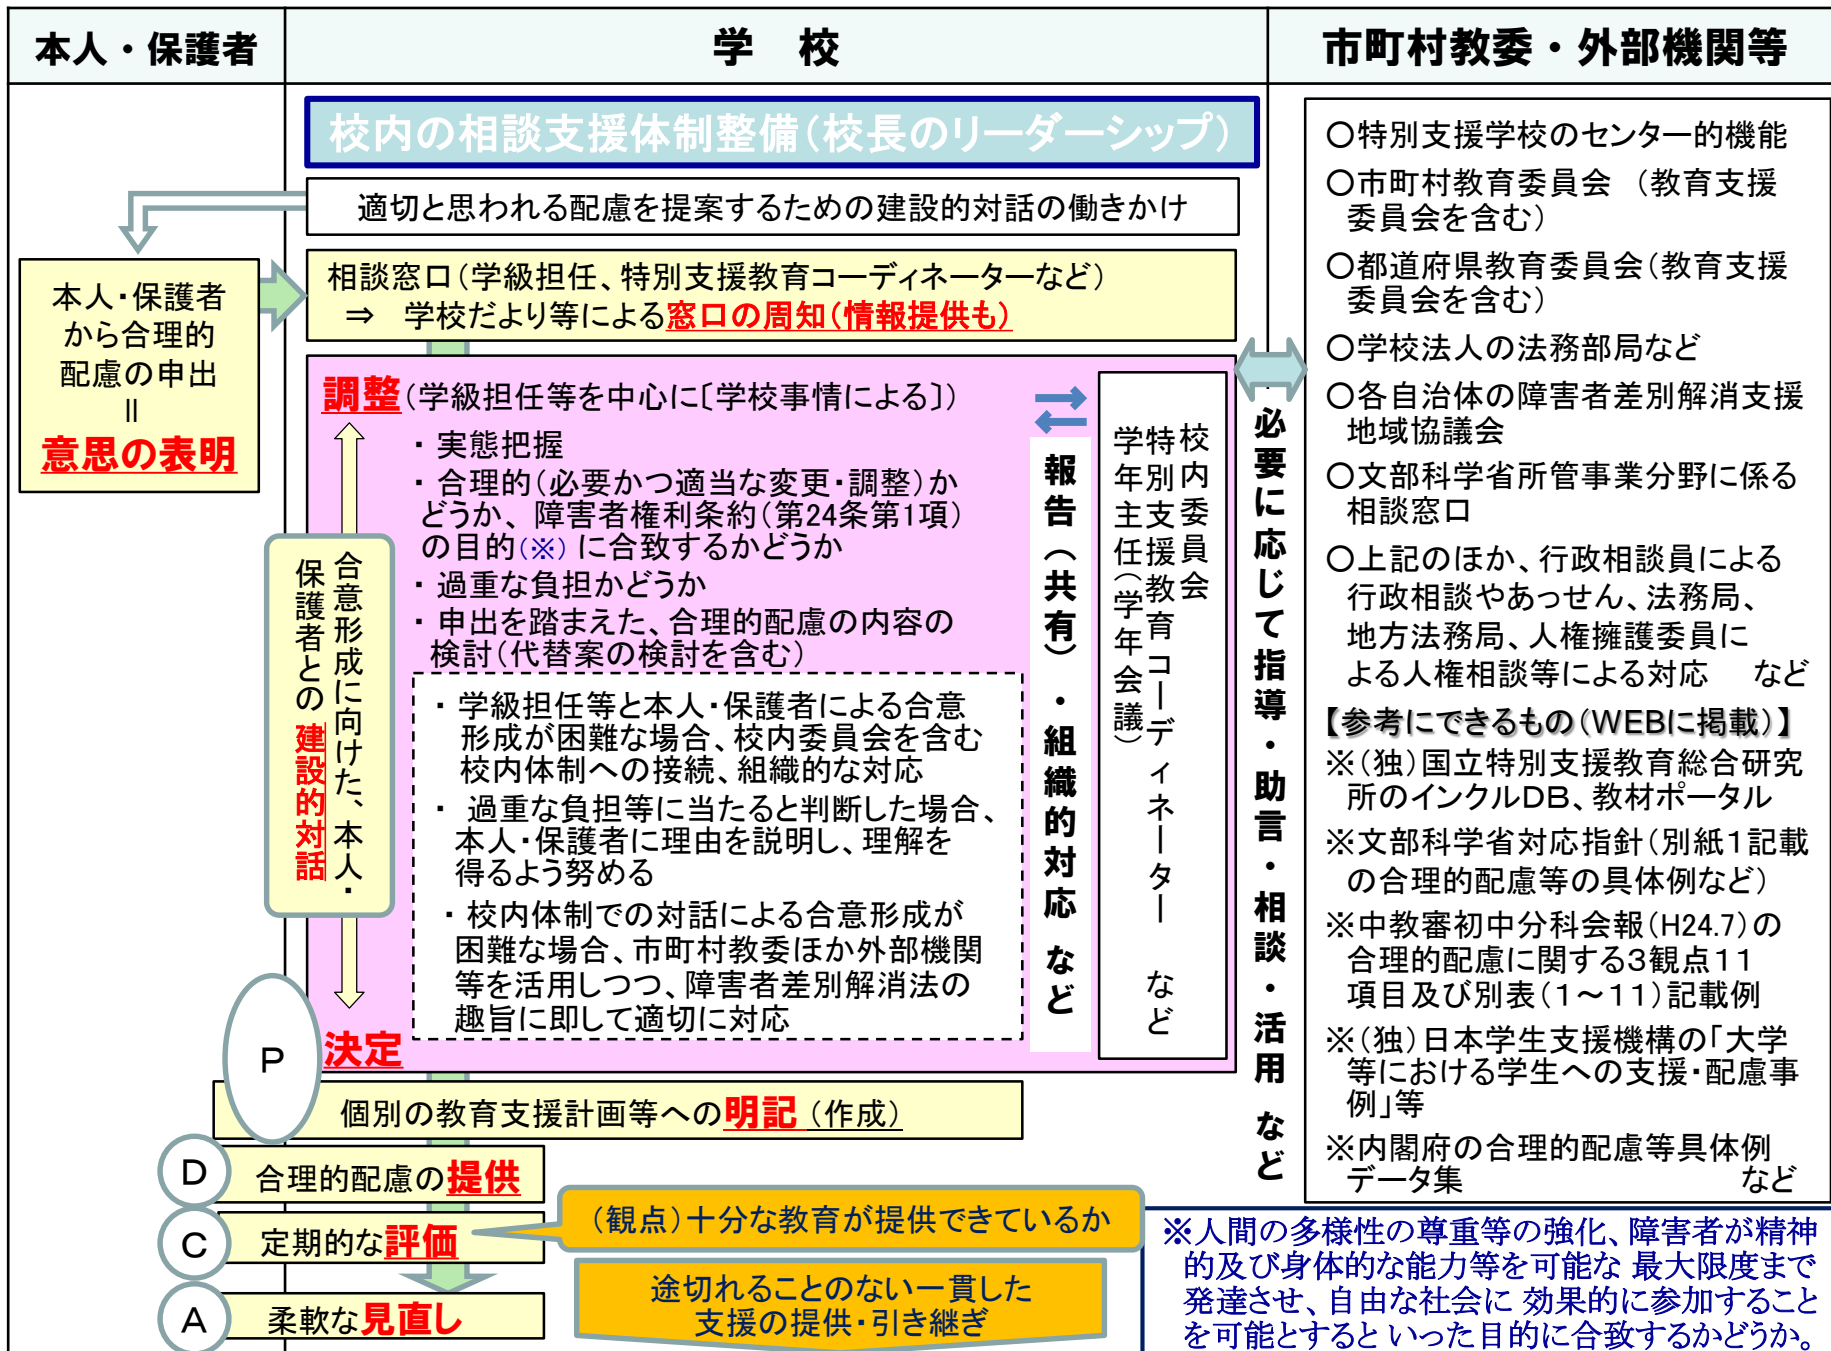 本人・保護者
学 校
市町村教委・外部機関等
校内の相談支援体制整備(校長のリーダーシップ)
適切と思われる配慮を提案するための建設的対話の働きかけ
本人・保護者
から合理的
配慮の申出
=
意思の表明
相談窓口(学級担任、特別支援教育コーディネーターなど)
⇒ 学校だより等による窓口の周知(情報提供も)
調整(学級担任等を中心に〔学校事情による〕)
・ 実態把握
・ 合理的(必要かつ適当な変更・調整)か
どうか、障害者権利条約(第24条第1項)
の目的(※)に合致するかどうか
・ 過重な負担かどうか
・ 申出を踏まえた、合理的配慮の内容の
検討(代替案の検討を含む)
・ 学級担任等と本人・保護者による合意
形成が困難な場合、校内委員会を含む
校内体制への接続、組織的な対応
・ 過重な負担等に当たると判断した場合、
本人・保護者に理由を説明し、理解を
得るよう努める
・ 校内体制での対話による合意形成が
困難な場合、市町村教委ほか外部機関
等を活用しつつ、障害者差別解消法の
趣旨に即して適切に対応
決定
合意形成に向けた、本人・
保護者との建設的対話
報告(共有)・組織的対応 など
校内委員会
特別支援教育コーディネーター など
学年主任(学年会議)
必要に応じて指導・助言・相談・活用 など
P
個別の教育支援計画等への明記(作成)
D
合理的配慮の提供
C
定期的な評価
(観点)十分な教育が提供できているか
A
柔軟な見直し
途切れることのない一貫した
支援の提供・引き継ぎ
○特別支援学校のセンター的機能
○市町村教育委員会 (教育支援
委員会を含む)
○都道府県教育委員会(教育支援
委員会を含む)
○学校法人の法務部局など
○各自治体の障害者差別解消支援
地域協議会
○文部科学省所管事業分野に係る
相談窓口
○上記のほか、行政相談員による
行政相談やあっせん、法務局、
地方法務局、人権擁護委員に
よる人権相談等による対応 など
【参考にできるもの(WEBに掲載)】
※(独)国立特別支援教育総合研究
所のインクルDB、教材ポータル
※文部科学省対応指針(別紙1記載
の合理的配慮等の具体例など)
※中教審初中分科会報(H24.7)の
合理的配慮に関する3観点11
項目及び別表(1~11)記載例
※(独)日本学生支援機構の「大学
等における学生への支援・配慮事
例」等
※内閣府の合理的配慮等具体例
データ集 など
※人間の多様性の尊重等の強化、障害者が精神
的及び身体的な能力等を可能な 最大限度まで
発達させ、自由な社会に 効果的に参加すること
を可能とすると いった目的に合致するかどうか。